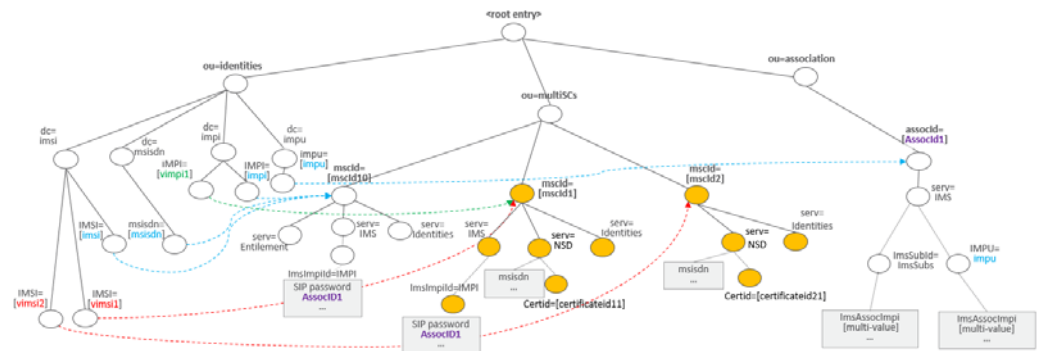 <root entry>
ou=identities
ou=association
ou=multiSCs
dc=
imsi
dc=
msisdn
dc=
impi
dc=
impu
IMPI=
[vimpi1]
IMPI=
[impi]
impu=
[impu]
mscId=
[mscId10]
mscId=
[mscId1]
mscId=
[mscId2]
assocId=
[AssocID1]
IMSI=
[imsi]
msisdn=
[msisdn]
serv=
Entilement
serv=
IMS
serv=
Identities
serv=
IMS
serv=
NSD
serv=
Identities
serv=
NSD
serv=
Identities
serv=
IMS
ImsSubId=
ImsSubs
IMPU=
impu
IMSI=
[vimsi2]
IMSI=
[vimsi1]
ImsImpiId=IMPI
SIP password
AssocID1
...
msisdn
...
Certid=[certificateid11]
ImsImpiId=IMPI
SIP password
AssocID1
...
msisdn
...
Certid=[certificateid21]
ImsAssocImpi
[multi-value]
...
ImsAssocImpi
[multi-value]
...